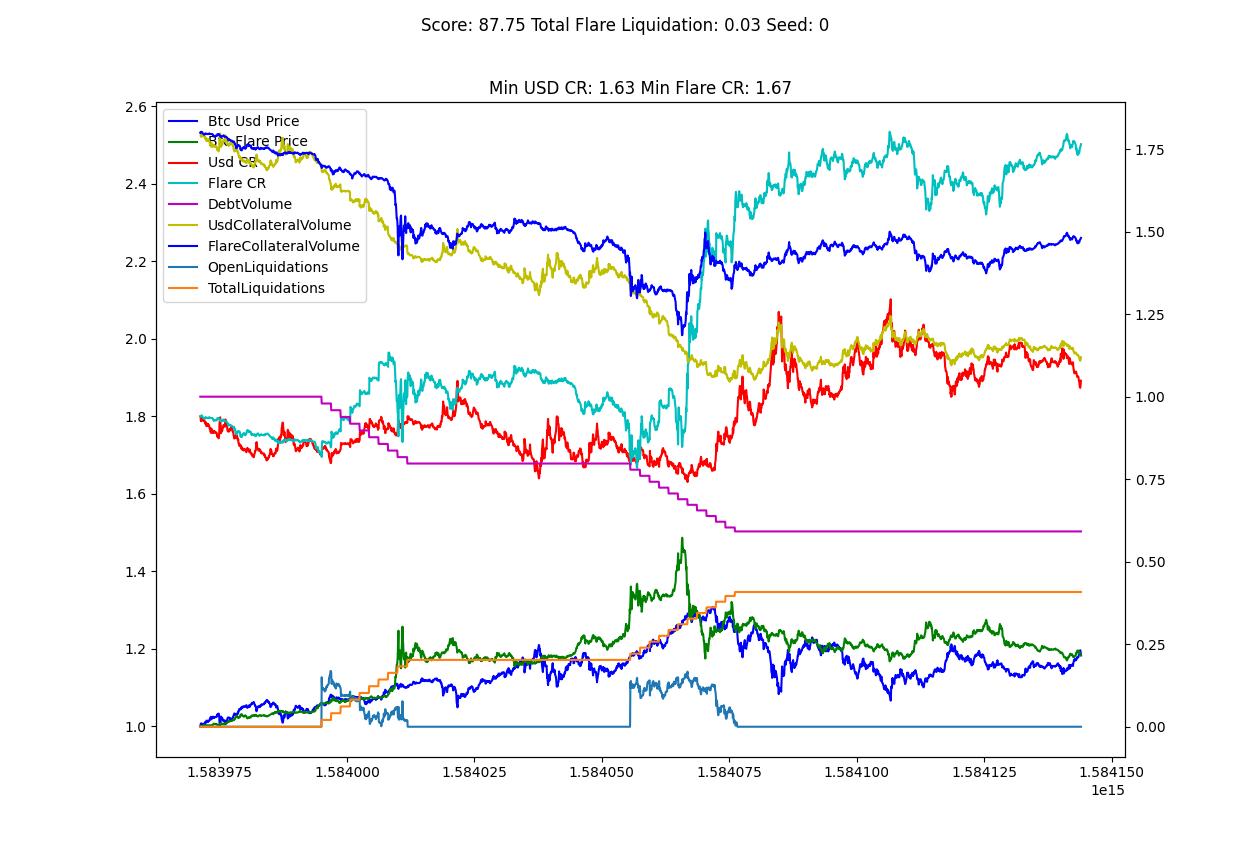 Score: 87.75 Total Flare Liquidation: 0.03 Seed: 0
Min USD CR: 1.63 Min Flare CR: 1.67
Btc Usd Price
Btc Flare Price
Usd CR
Flare CR
DebtVolume
UsdCollateralVolume
FlareCollateralVolume
OpenLiquidations
TotalLiquidations
2.6
2.4
2.2
2.0
1.8
1.6
1.4
1.2
1.0
1.75
1.50
1.25
1.00
0.75
0.50
0.25
0.00
1.583975 1.584000 1.584025 1.584050 1.584075 1.584100 1.584125 1.584150
1e15